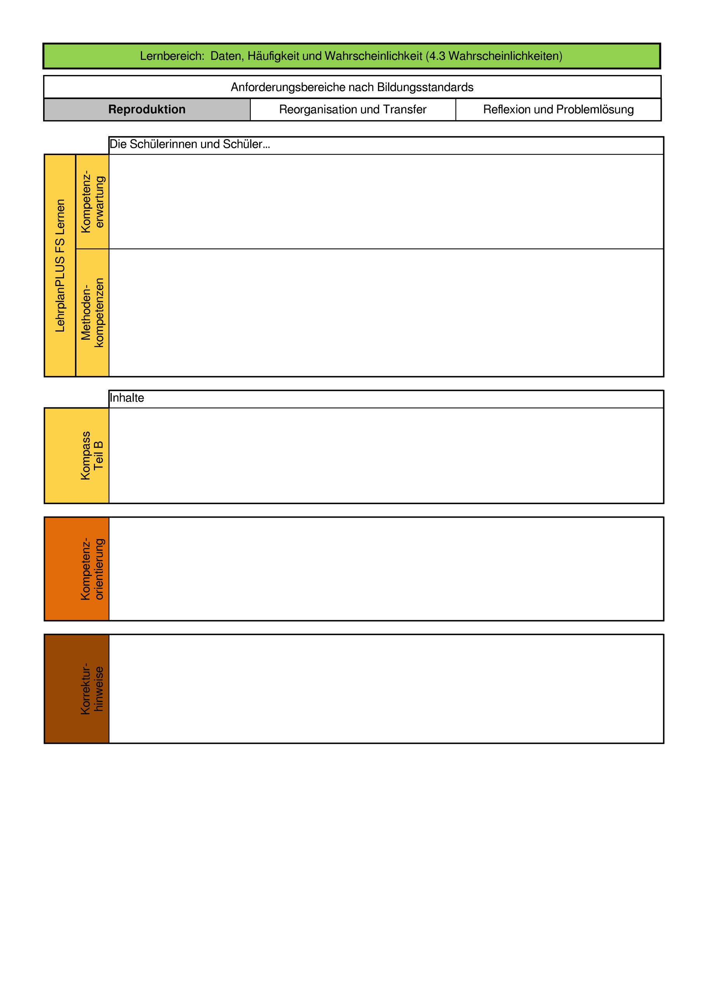 Lernbereich:  Daten, Häufigkeit und Wahrscheinlichkeit (4.3 Wahrscheinlichkeiten)
Anforderungsbereiche nach Bildungsstandards
Reproduktion
Reorganisation und Transfer
Reflexion und Problemlösung
Die Schülerinnen und Schüler...
LehrplanPLUS FS Lernen
Kompetenz-
erwartung
Methoden-
kompetenzen
Inhalte
Kompass
Teil B
Kompetenz-
orientierung
Korrektur-
hinweise